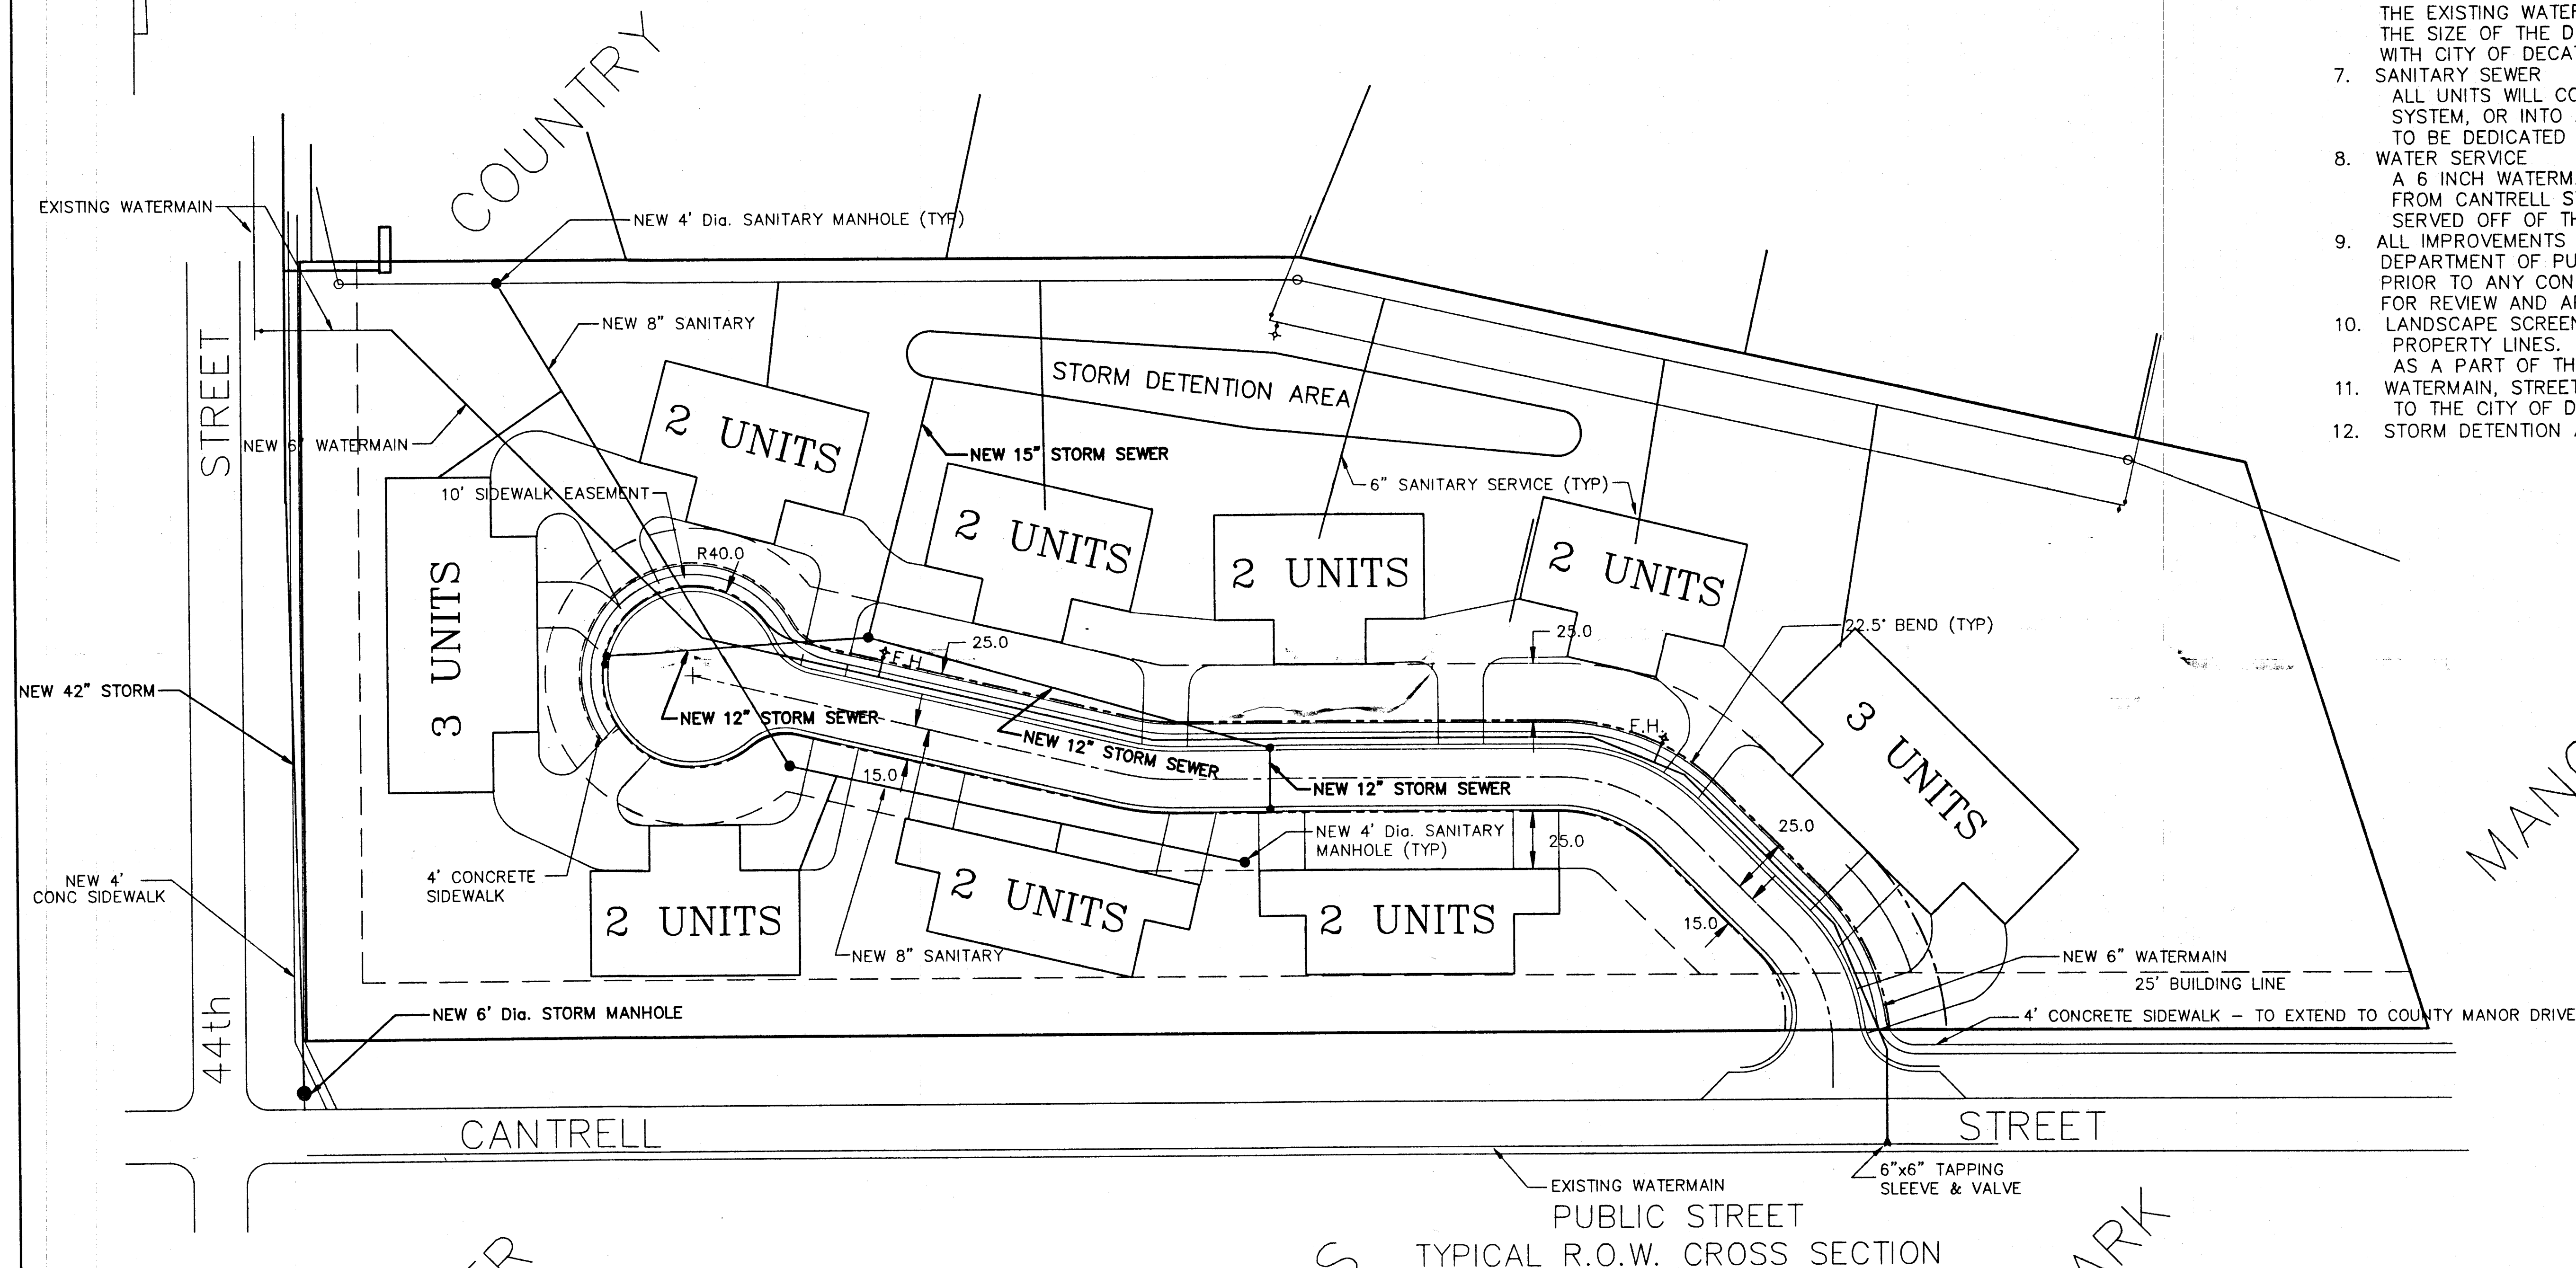 THE EXISTING
THE SIZE OF THE
WITH CITY OF
7. SANITARY SEWER
ALL UNITS WILL
SYSTEM, OR INTO
TO BE DEDICATED
8. WATER SERVICE
A 6 INCH
FROM CANTRELL
SERVED OFF OF
9. ALL IMPROVEMENTS
DEPARTMENT OF
PRIOR TO ANY
FOR REVIEW AND
10. LANDSCAPE
PROPERTY LINES.
AS A PART OF
11. WATERMAIN,
TO THE CITY OF
12. STORM DETENTION
COUNTRY
EXISTING WATERMAIN
NEW 4' Dia. SANITARY MANHOLE (TYP)
NEW 8" SANITARY
STREET
NEW 6" WATERMAIN
2 UNITS
STORM DETENTION AREA
NEW 15" STORM SEWER
10' SIDEWALK EASEMENT
6" SANITARY SERVICE (TYP)
R40.0
2 UNITS
2 UNITS
2 UNITS
3 UNITS
F.H.
25.0
25.0
22.5° BEND (TYP)
NEW 42" STORM
NEW 12" STORM SEWER
NEW 12" STORM SEWER
F.H.
3 UNITS
15.0
NEW 12" STORM SEWER
NEW 4' Dia. SANITARY
MANHOLE (TYP)
25.0
25.0
NEW 4'
CONC SIDEWALK
4' CONCRETE
SIDEWALK
2 UNITS
2 UNITS
2 UNITS
15.0
NEW 8" SANITARY
NEW 6" WATERMAIN
25' BUILDING LINE
NEW 6' Dia. STORM MANHOLE
4' CONCRETE SIDEWALK – TO EXTEND TO COUNTY MANOR DRIVE
44th
CANTRELL
STREET
6"x6" TAPPING
SLEEVE & VALVE
EXISTING WATERMAIN
PUBLIC STREET
TYPICAL R.O.W. CROSS SECTION